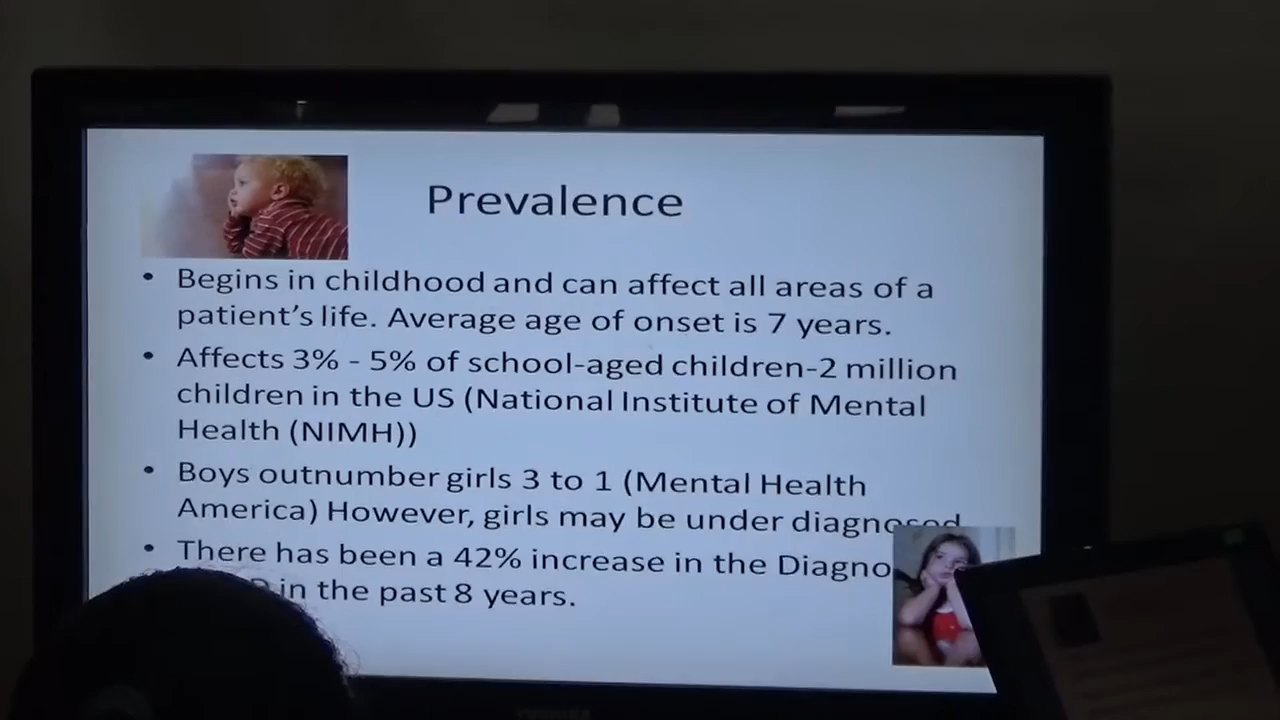 Prevalence
• Begins in childhood and can affect all areas of a
patient's life. Average age of onset is 7 years.
• Affects 3% - 5% of school-aged children-2 million
children in the US (National Institute of Mental
Health (NIMH))
• Boys outnumber girls 3 to 1 (Mental Health
America) However, girls may be under diagnosed
• There has been a 42% increase in the Diagno
in the past 8 years.